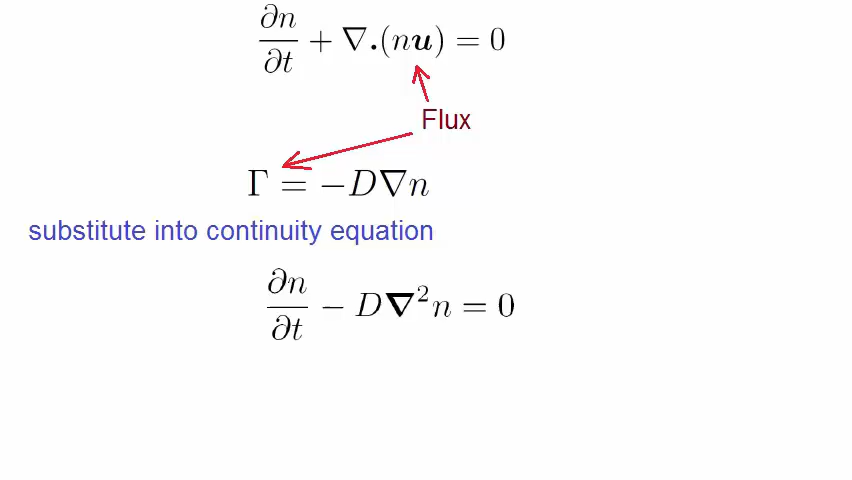 ∂n/∂t + ∇.(nu) = 0
Flux
Γ = −D∇n
substitute into continuity equation
∂n/∂t − D∇²n = 0